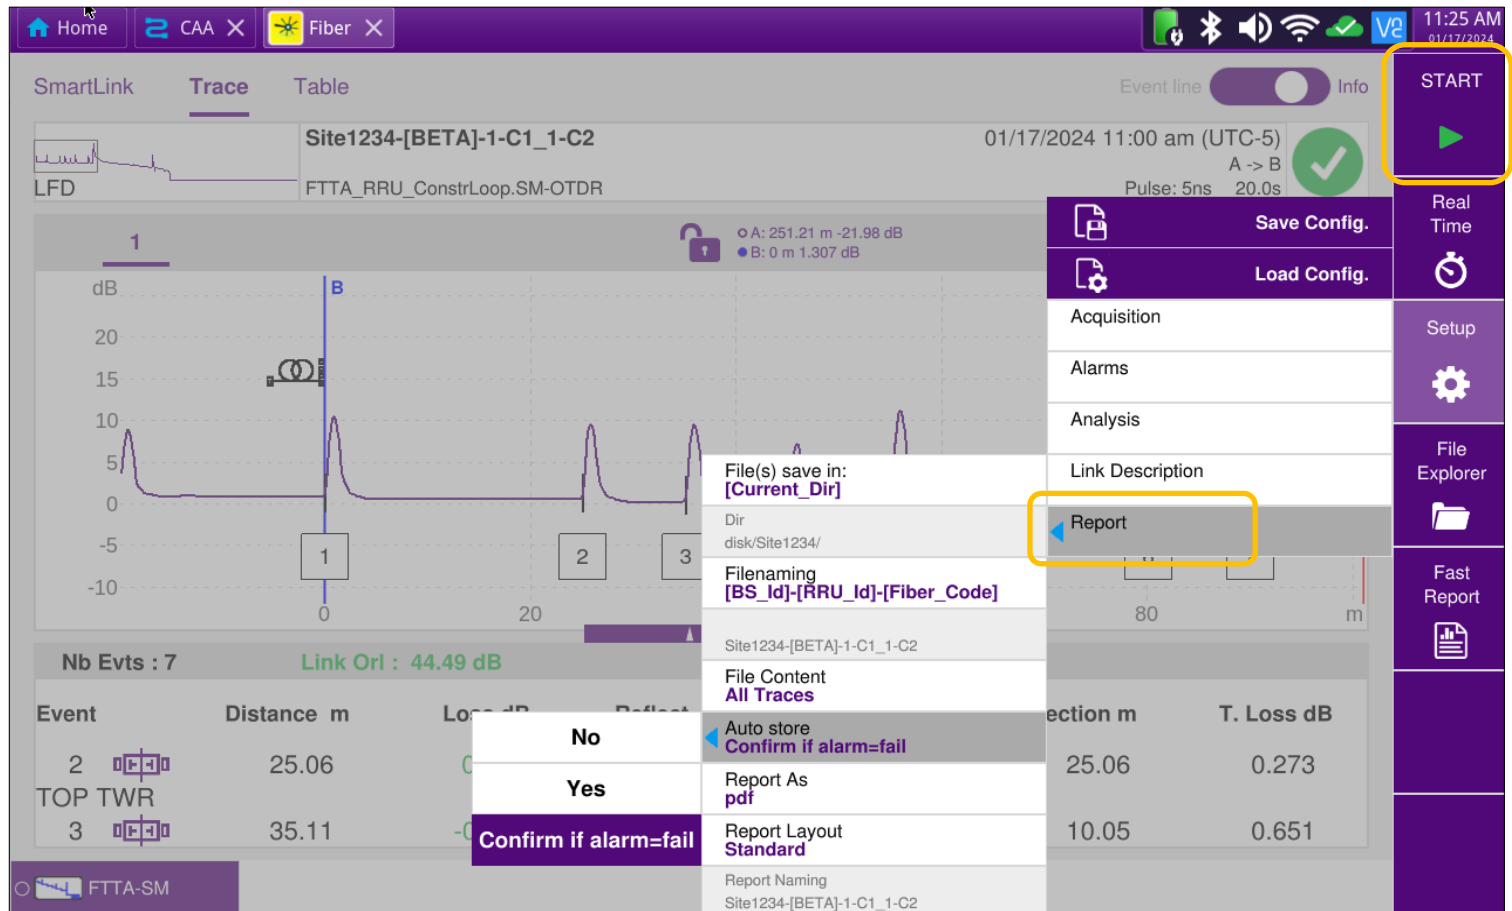 Home
CAA
Fiber
V2
11:25 AM
01/17/2024
SmartLink
Trace
Table
Event line
Info
START
LFD
Site1234-[BETA]-1-C1_1-C2
FTTA_RRU_ConstrLoop.SM-OTDR
01/17/2024 11:00 am (UTC-5)
A -> B
Pulse: 5ns 20.0s
Real
Time
Setup
File
Explorer
Fast
Report
Save Config.
Load Config.
Acquisition
Alarms
Analysis
Link Description
Report
1
A: 251.21 m -21.98 dB
B: 0 m 1.307 dB
dB
B
20
15
10
5
0
-5
-10
1
2
3
0
20
80
m
File(s) save in:
[Current_Dir]
Dir
disk/Site1234/
Filenaming
[BS_Id]-[RRU_Id]-[Fiber_Code]
Site1234-[BETA]-1-C1_1-C2
File Content
All Traces
Auto store
Confirm if alarm=fail
Report As
pdf
Report Layout
Standard
Report Naming
Site1234-[BETA]-1-C1_1-C2
No
Yes
Confirm if alarm=fail
Nb Evts : 7
Link Orl : 44.49 dB
Event Distance m Loss dB Reflect ection m T. Loss dB
2 25.06 25.06 0.273
TOP TWR
3 35.11 10.05 0.651
FTTA-SM